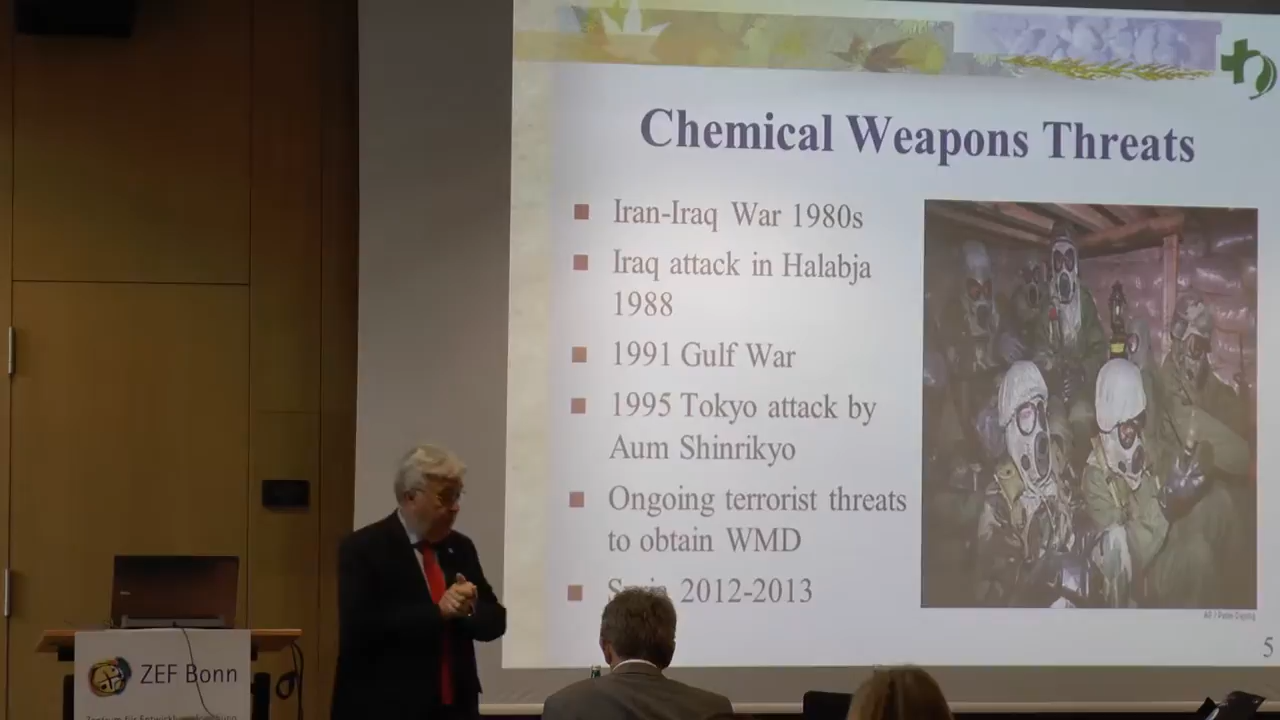 Chemical Weapons Threats
Iran-Iraq War 1980s
Iraq attack in Halabja
1988
1991 Gulf War
1995 Tokyo attack by
Aum Shinrikyo
Ongoing terrorist threats
to obtain WMD
2012-2013
5
ZEF Bonn